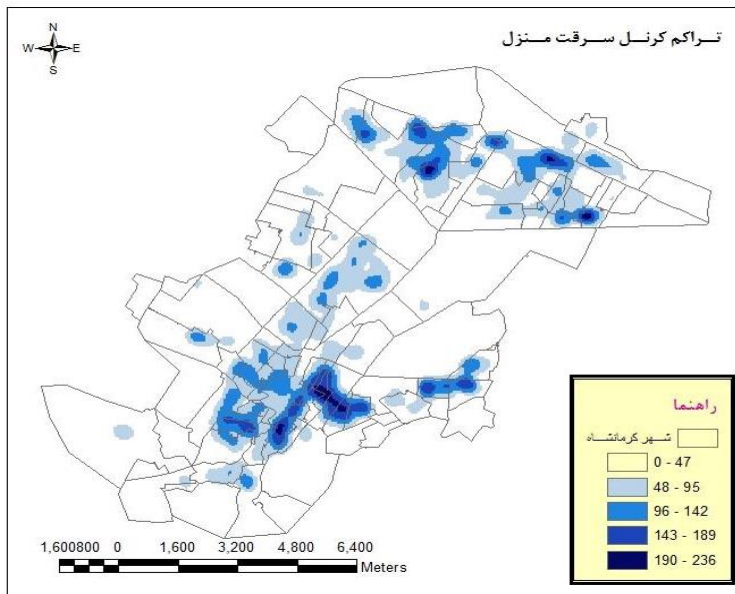 تراکم کرنل سرقت منزل
N
W E
S
راهنما
شهر کرمانشاه
0 - 47
48 - 95
96 - 142
143 - 189
190 - 236
1,600800 0 1,600 3,200 4,800 6,400
Meters